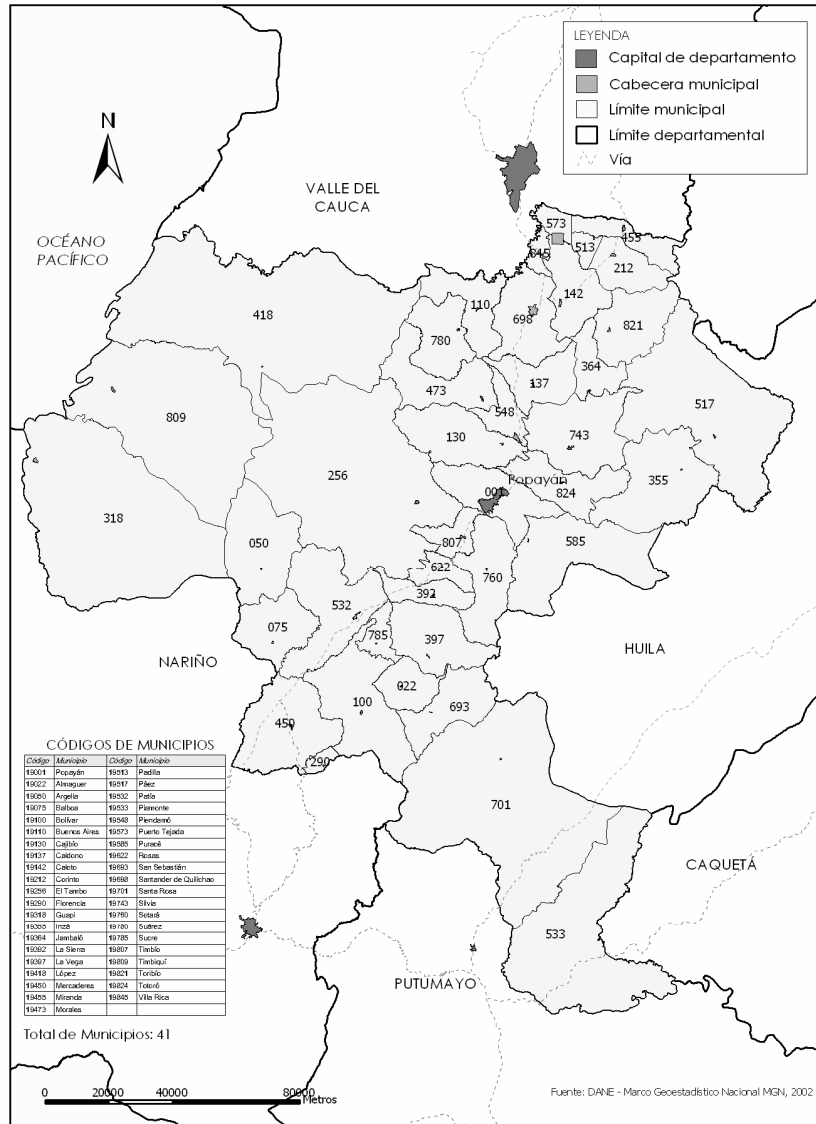 LEYENDA
Capital de departamento
Cabecera municipal
Límite municipal
Límite departamental
Vía
N
VALLE DEL
CAUCA
OCÉANO
PACÍFICO
573
455
845
513
212
418
110
142
698
821
780
364
473
137
517
809
548
130
743
256
Popayán
355
001
824
318
050
807
585
622
760
392
532
075
785
397
NARIÑO
HUILA
022
100
693
450
290
701
CAQUETÁ
533
PUTUMAYO
CÓDIGOS DE MUNICIPIOS
Código Municipio Código Municipio
19001 Popayán 19513 Padilla
19022 Almaguer 19517 Páez
19050 Argelia 19532 Patía
19075 Balboa 19533 Piamonte
19100 Bolívar 19548 Piendamó
19110 Buenos Aires 19573 Puerto Tejada
19130 Cajibío 19585 Puracé
19137 Caldono 19622 Rosas
19142 Caloto 19693 San Sebastián
19212 Corinto 19698 Santander de Quilichao
19256 El Tambo 19701 Santa Rosa
19290 Florencia 19743 Silvia
19318 Guapi 19760 Sotará
19355 Inzá 19780 Suárez
19364 Jambaló 19785 Sucre
19392 La Sierra 19807 Timbío
19397 La Vega 19809 Timbiquí
19418 López 19821 Toribío
19450 Mercaderes 19824 Totoró
19455 Miranda 19845 Villa Rica
19473 Morales
Total de Municipios: 41
0 20000 40000 80000
Metros
Fuente: DANE - Marco Geoestadístico Nacional MGN, 2002